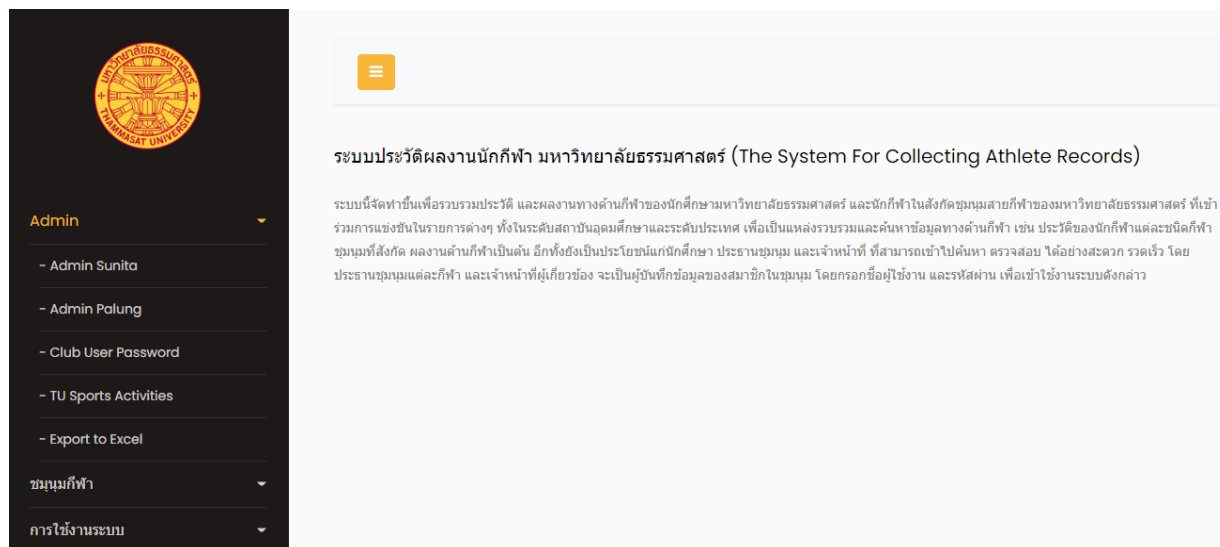 มหาวิทยาลัยธรรมศาสตร์
THAMMASAT UNIVERSITY
Admin
- Admin Sunita
- Admin Palung
- Club User Password
- TU Sports Activities
- Export to Excel
ชมุนุมกีฬา
การใช้งานระบบ
ระบบประวัติผลงานนักกีฬา มหาวิทยาลัยธรรมศาสตร์ (The System For Collecting Athlete Records)
ระบบนี้จัดทำขึ้นเพื่อรวบรวมประวัติ และผลงานทางด้านกีฬาของนักศึกษามหาวิทยาลัยธรรมศาสตร์ และนักกีฬาในสังกัดชุมนุมสายกีฬาของมหาวิทยาลัยธรรมศาสตร์ ที่เข้า
ร่วมการแข่งขันในรายการต่างๆ ทั้งในระดับสถาบันอุดมศึกษาและระดับประเทศ เพื่อเป็นแหล่งรวบรวมและค้นหาข้อมูลทางด้านกีฬา เช่น ประวัติของนักกีฬาแต่ละชนิดกีฬา
ชุมนุมที่สังกัด ผลงานด้านกีฬาเป็นต้น อีกทั้งยังเป็นประโยชน์แก่นักศึกษา ประธานชุมนุม และเจ้าหน้าที่ ที่สามารถเข้าไปค้นหา ตรวจสอบ ได้อย่างสะดวก รวดเร็ว โดย
ประธานชุมนุมแต่ละกีฬา และเจ้าหน้าที่ผู้เกี่ยวข้อง จะเป็นผู้บันทึกข้อมูลของสมาชิกในชุมนุม โดยกรอกชื่อผู้ใช้งาน และรหัสผ่าน เพื่อเข้าใช้งานระบบดังกล่าว